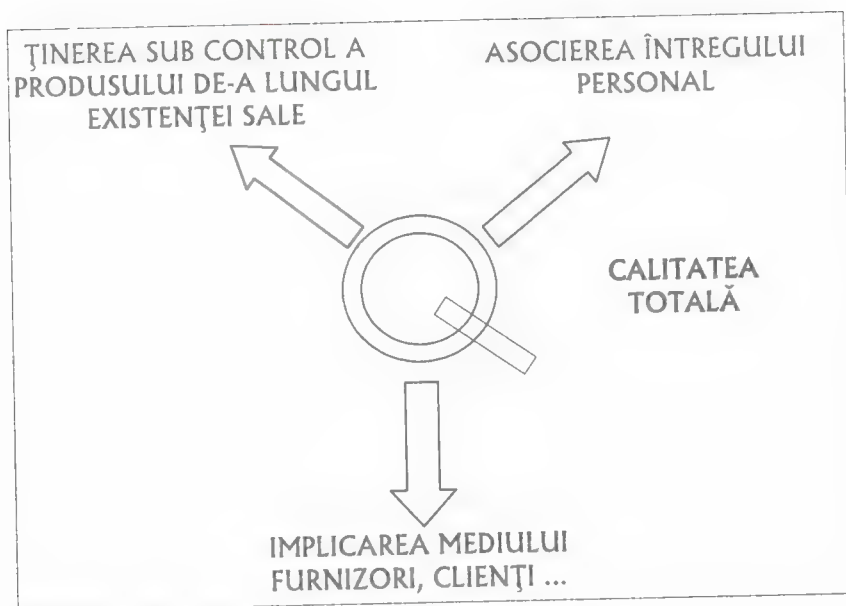 ŢINEREA SUB CONTROL A
PRODUSULUI DE-A LUNGUL
EXISTENŢEI SALE
ASOCIEREA ÎNTREGULUI
PERSONAL
CALITATEA
TOTALĂ
IMPLICAREA MEDIULUI
FURNIZORI, CLIENŢI ...